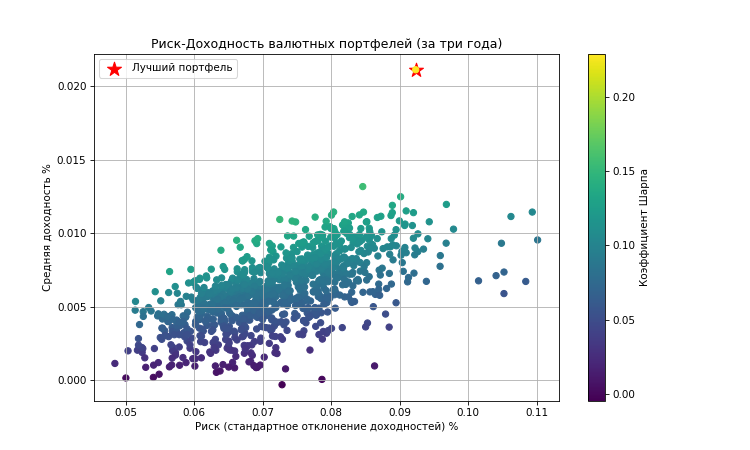 Риск-Доходность валютных портфелей (за три года)
Лучший портфель
Средняя доходность %
0.020
0.015
0.010
0.005
0.000
0.05 0.06 0.07 0.08 0.09 0.10 0.11
Риск (стандартное отклонение доходностей) %
0.20
0.15
0.10
0.05
0.00
Коэффициент Шарпа